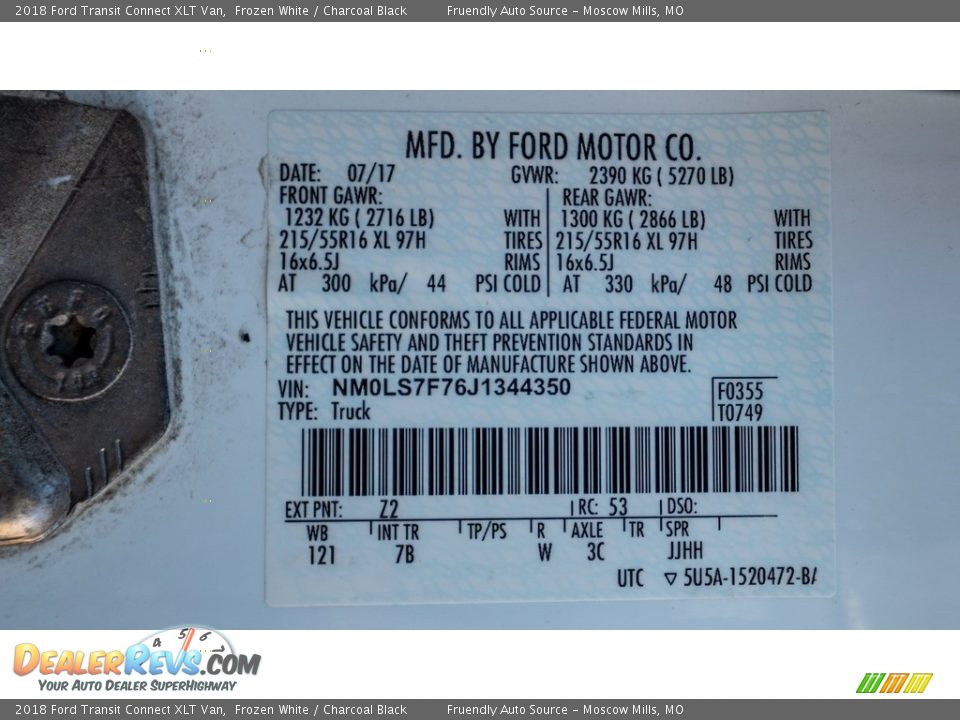 2018 Ford Transit Connect XLT Van,  Frozen White / Charcoal Black   Fruendly Auto Source - Moscow Mills, MO
MFD. BY FORD MOTOR CO.
DATE: 07/17   GVWR: 2390 KG ( 5270 LB)
FRONT GAWR:   REAR GAWR:
1232 KG ( 2716 LB) WITH   1300 KG ( 2866 LB) WITH
215/55R16 XL 97H TIRES   215/55R16 XL 97H TIRES
16x6.5J RIMS   16x6.5J RIMS
AT 300 kPa/ 44 PSI COLD   AT 330 kPa/ 48 PSI COLD
THIS VEHICLE CONFORMS TO ALL APPLICABLE FEDERAL MOTOR
VEHICLE SAFETY AND THEFT PREVENTION STANDARDS IN
EFFECT ON THE DATE OF MANUFACTURE SHOWN ABOVE.
VIN: NM0LS7F76J1344350   F0355
TYPE: Truck   T0749
EXT PNT: Z2   RC: 53   DSO:
WB   INT TR   TP/PS   R   AXLE   TR   SPR
121   7B   W   3C   JJHH
UTC ▽ 5U5A-1520472-BA
4 5 6
DEALERREVS.COM
YOUR AUTO DEALER SUPERHIGHWAY
2018 Ford Transit Connect XLT Van,  Frozen White / Charcoal Black   Fruendly Auto Source - Moscow Mills, MO